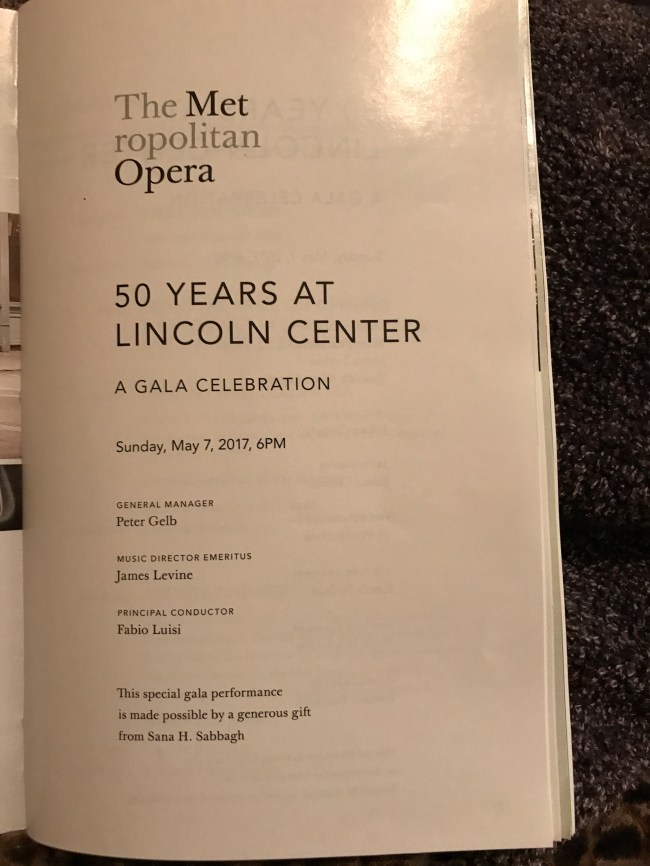 The Met
ropolitan
Opera
50 YEARS AT
LINCOLN CENTER
A GALA CELEBRATION
Sunday, May 7, 2017, 6PM
GENERAL MANAGER
Peter Gelb
MUSIC DIRECTOR EMERITUS
James Levine
PRINCIPAL CONDUCTOR
Fabio Luisi
This special gala performance
is made possible by a generous gift
from Sana H. Sabbagh